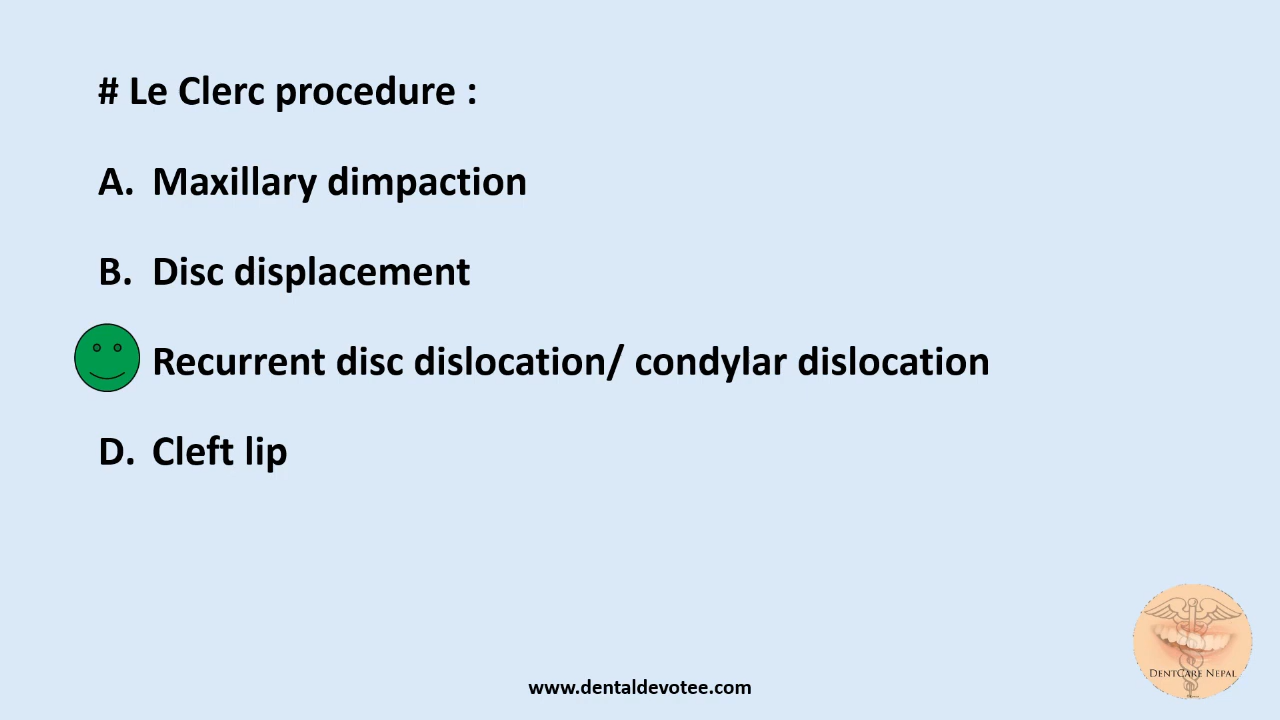 # Le Clerc procedure :
A. Maxillary dimpaction
B. Disc displacement
Recurrent disc dislocation/ condylar dislocation
D. Cleft lip
DENTCARE NEPAL
www.dentaldevotee.com